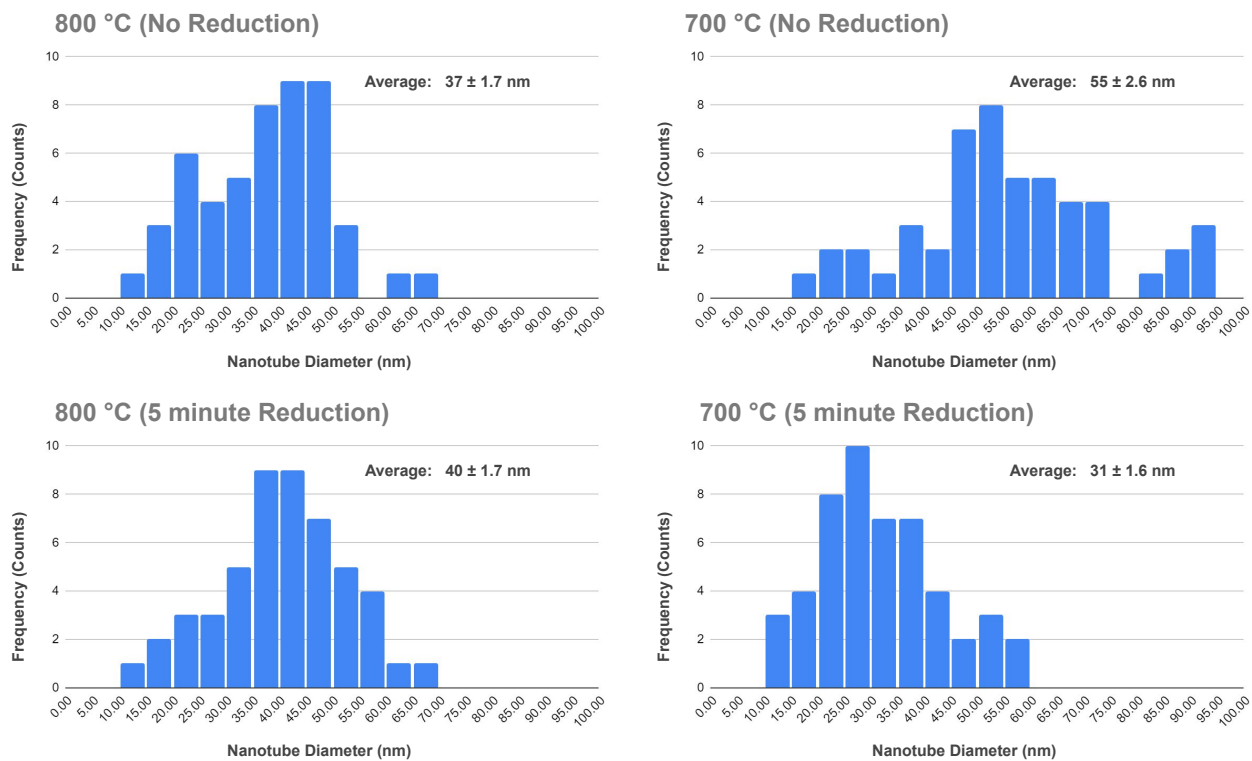 800 °C (No Reduction)
Average: 37 ± 1.7 nm
Frequency (Counts)
10
8
6
4
2
0
0.00 5.00 10.00 15.00 20.00 25.00 30.00 35.00 40.00 45.00 50.00 55.00 60.00 65.00 70.00 75.00 80.00 85.00 90.00 95.00 100.00
Nanotube Diameter (nm)
700 °C (No Reduction)
Average: 55 ± 2.6 nm
Frequency (Counts)
10
8
6
4
2
0
0.00 5.00 10.00 15.00 20.00 25.00 30.00 35.00 40.00 45.00 50.00 55.00 60.00 65.00 70.00 75.00 80.00 85.00 90.00 95.00 100.00
Nanotube Diameter (nm)
800 °C (5 minute Reduction)
Average: 40 ± 1.7 nm
Frequency (Counts)
10
8
6
4
2
0
0.00 5.00 10.00 15.00 20.00 25.00 30.00 35.00 40.00 45.00 50.00 55.00 60.00 65.00 70.00 75.00 80.00 85.00 90.00 95.00 100.00
Nanotube Diameter (nm)
700 °C (5 minute Reduction)
Average: 31 ± 1.6 nm
Frequency (Counts)
10
8
6
4
2
0
0.00 5.00 10.00 15.00 20.00 25.00 30.00 35.00 40.00 45.00 50.00 55.00 60.00 65.00 70.00 75.00 80.00 85.00 90.00 95.00 100.00
Nanotube Diameter (nm)